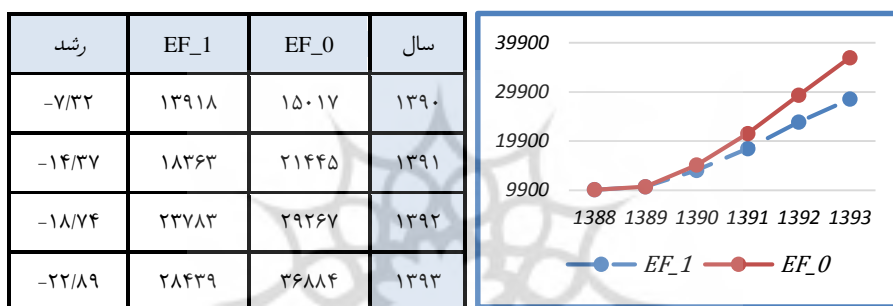 سال EF_0 EF_1 رشد
۱۳۹۰ ۱۵۰۱۷ ۱۳۹۱۸ -۷/۳۲
۱۳۹۱ ۲۱۴۴۵ ۱۸۳۶۳ -۱۴/۳۷
۱۳۹۲ ۲۹۲۶۷ ۲۳۷۸۳ -۱۸/۷۴
۱۳۹۳ ۳۶۸۸۴ ۲۸۴۳۹ -۲۲/۸۹
39900
29900
19900
9900
1388 1389 1390 1391 1392 1393
EF_1 EF_0